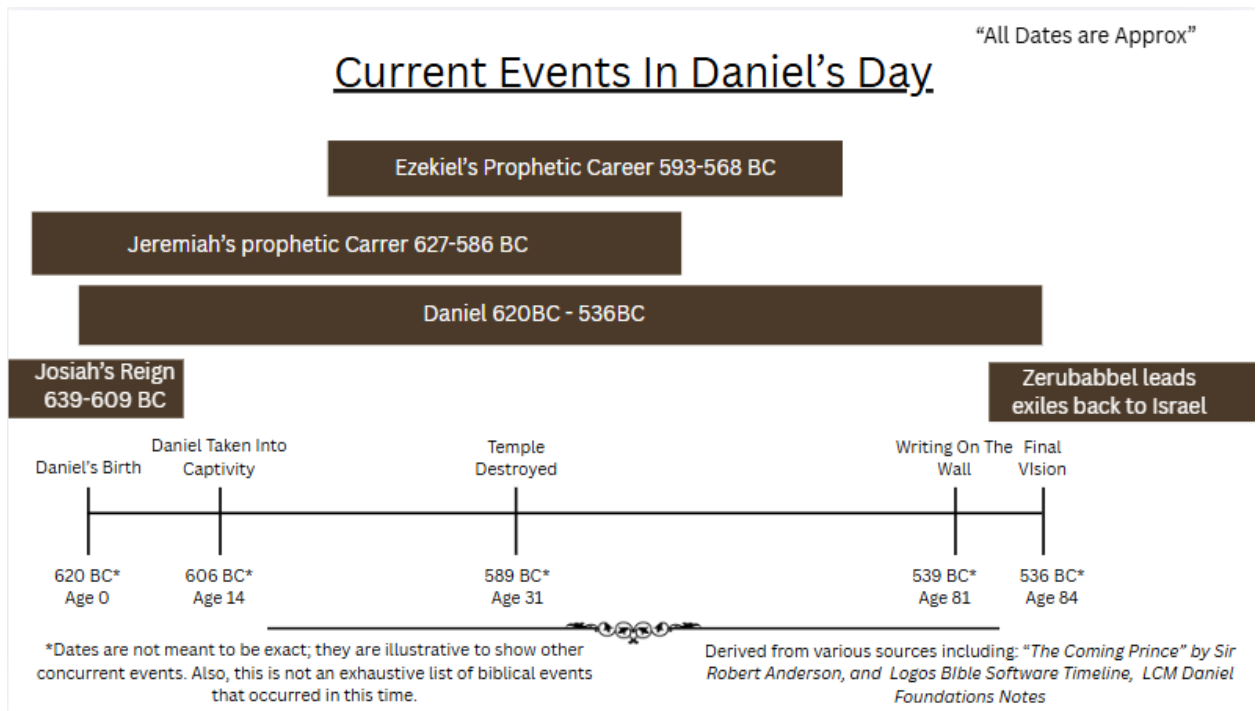 “All Dates are Approx”
Current Events In Daniel’s Day
Ezekiel’s Prophetic Career 593-568 BC
Jeremiah’s prophetic Carrer 627-586 BC
Daniel 620BC - 536BC
Josiah’s Reign
639-609 BC
Zerubabbel leads
exiles back to Israel
Daniel’s Birth
Daniel Taken Into
Captivity
Temple
Destroyed
Writing On The
Wall
Final
VIsion
620 BC*
Age 0
606 BC*
Age 14
589 BC*
Age 31
539 BC*
Age 81
536 BC*
Age 84
*Dates are not meant to be exact; they are illustrative to show other
concurrent events. Also, this is not an exhaustive list of biblical events
that occurred in this time.
Derived from various sources including: “The Coming Prince” by Sir
Robert Anderson, and Logos BIble Software Timeline, LCM Daniel
Foundations Notes